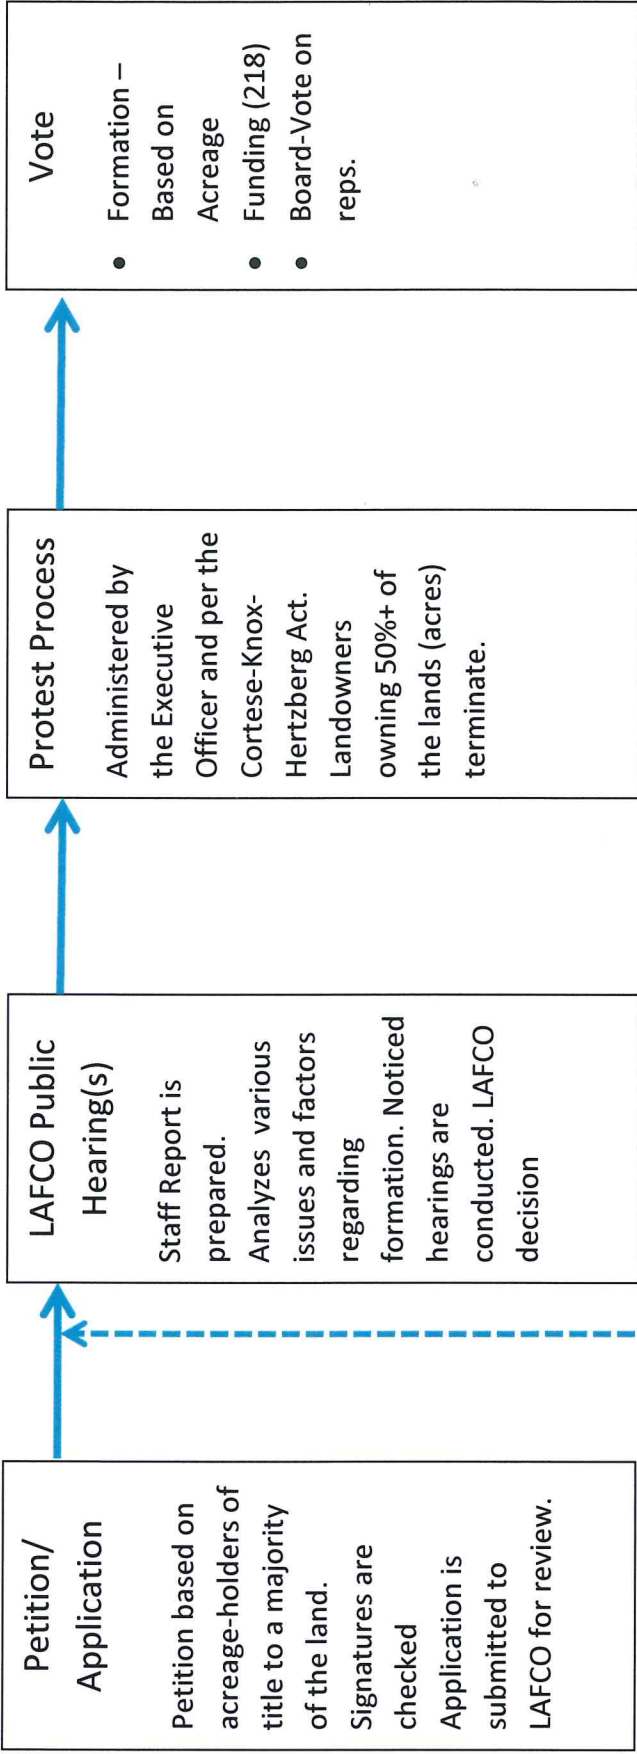 Petition/
Application
Petition based on
acreage-holders of
title to a majority
of the land.
Signatures are
checked
Application is
submitted to
LAFCO for review.
LAFCO Public
Hearing(s)
Staff Report is
prepared.
Analyzes various
issues and factors
regarding
formation. Noticed
hearings are
conducted. LAFCO
decision
Protest Process
Administered by
the Executive
Officer and per the
Cortese-Knox-
Hertzberg Act.
Landowners
owning 50%+ of
the lands (acres)
terminate.
Vote
• Formation –
Based on
Acreage
• Funding (218)
• Board-Vote on
reps.